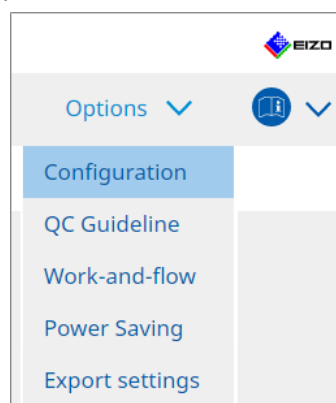 EIZO
Options
Configuration
QC Guideline
Work-and-flow
Power Saving
Export settings